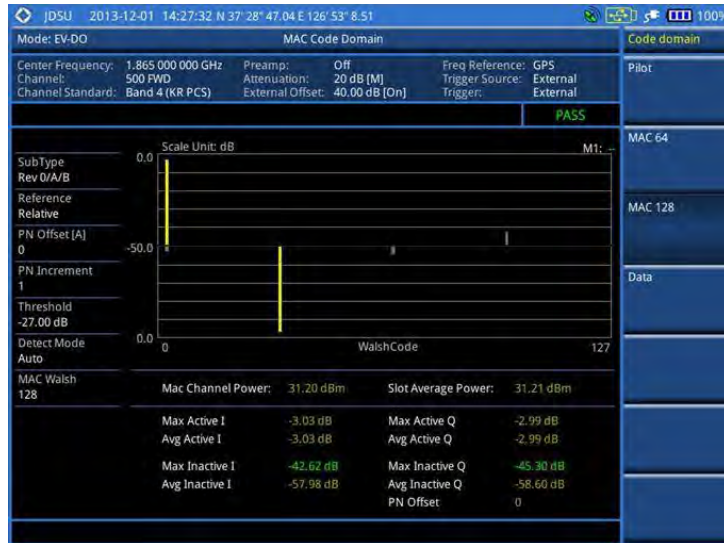 JDSU 2013-12-01 14:27:32 N 37° 28" 47.04 E 126° 53" 8.51 100%
Mode: EV-DO MAC Code Domain Code domain
Center Frequency: 1.865 000 000 GHz Preamp: Off Freq Reference: GPS
Channel: 500 FWD Attenuation: 20 dB [M] Trigger Source: External
Channel Standard: Band 4 (KR PCS) External Offset: 40.00 dB [On] Trigger: External
Pilot
PASS
MAC 64
Scale Unit: dB M1: --
0.0
SubType
Rev 0/A/B
Reference
Relative
MAC 128
PN Offset [A]
0
-50.0
PN Increment
1
Data
Threshold
-27.00 dB
Detect Mode
Auto
0.0
0 WalshCode 127
MAC Walsh
128
Mac Channel Power: 31.20 dBm Slot Average Power: 31.21 dBm
Max Active I -3.03 dB Max Active Q -2.99 dB
Avg Active I -3.03 dB Avg Active Q -2.99 dB
Max Inactive I -42.62 dB Max Inactive Q -45.30 dB
Avg Inactive I -57.98 dB Avg Inactive Q -58.60 dB
PN Offset 0